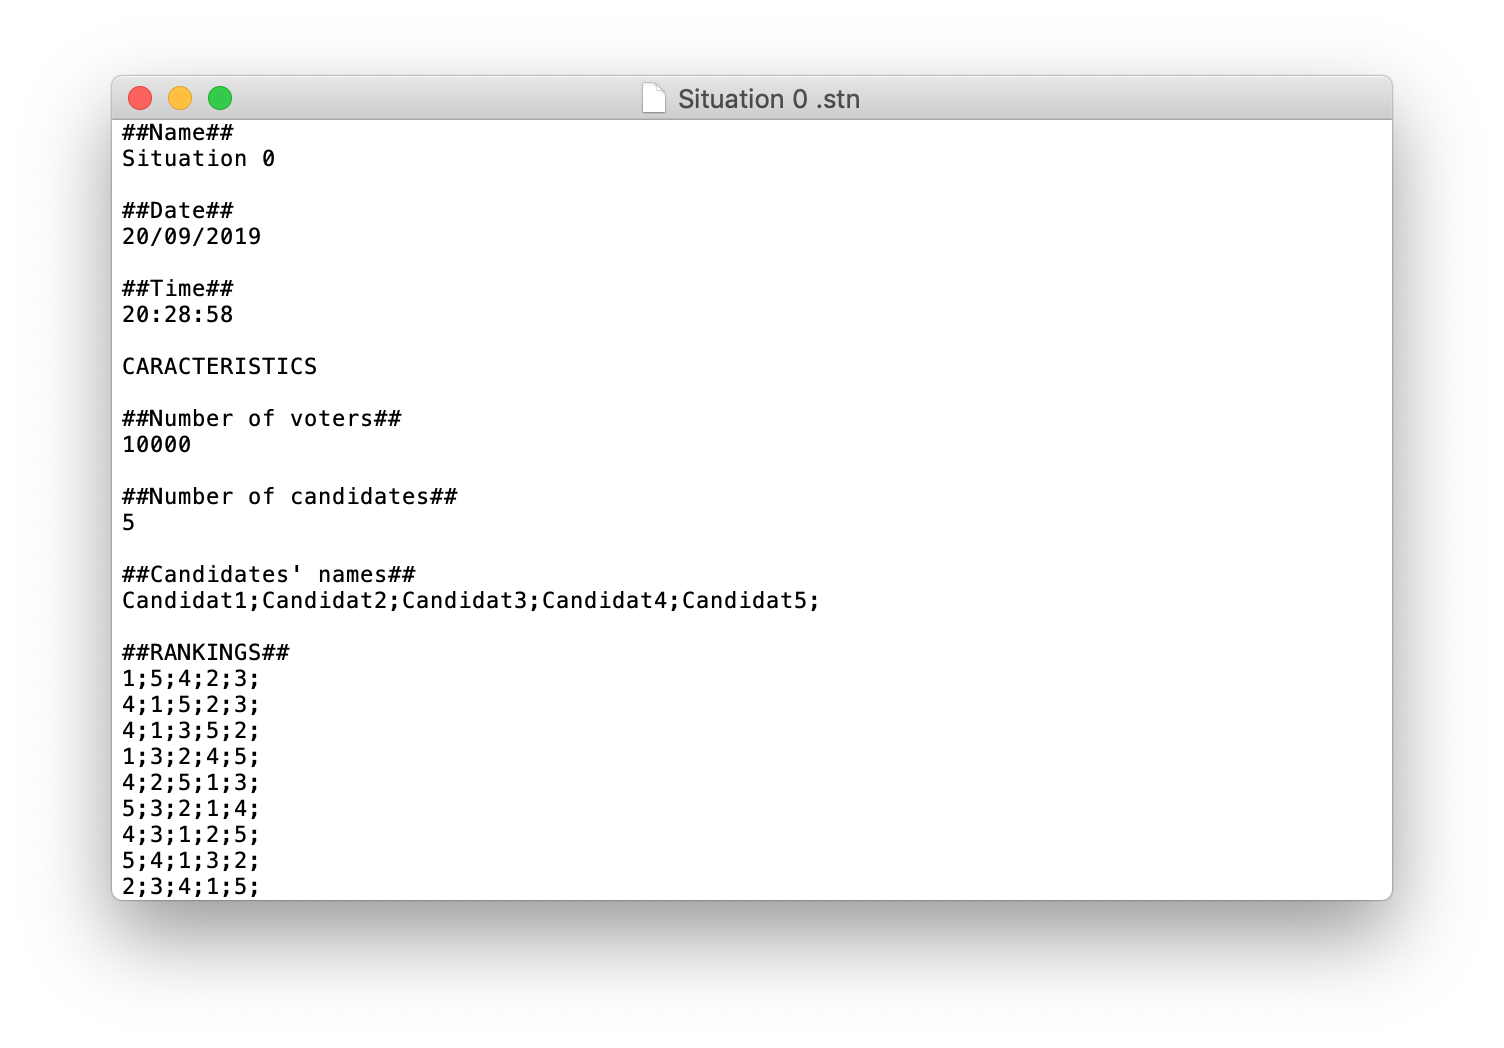 Situation 0 .stn
##Name##
Situation 0
##Date##
20/09/2019
##Time##
20:28:58
CARACTERISTICS
##Number of voters##
10000
##Number of candidates##
5
##Candidates' names##
Candidat1;Candidat2;Candidat3;Candidat4;Candidat5;
##RANKINGS##
1;5;4;2;3;
4;1;5;2;3;
4;1;3;5;2;
1;3;2;4;5;
4;2;5;1;3;
5;3;2;1;4;
4;3;1;2;5;
5;4;1;3;2;
2;3;4;1;5;